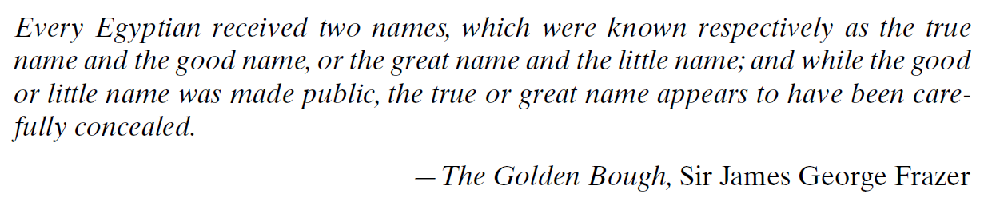 Every Egyptian received two names, which were known respectively as the true
name and the good name, or the great name and the little name; and while the good
or little name was made public, the true or great name appears to have been care-
fully concealed.
— The Golden Bough, Sir James George Frazer